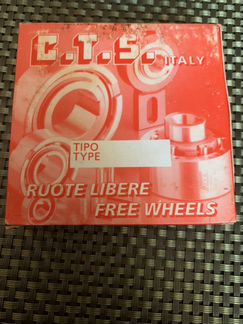 C.T.S. ITALY
TIPO
TYPE
RUOTE LIBERE
FREE WHEELS